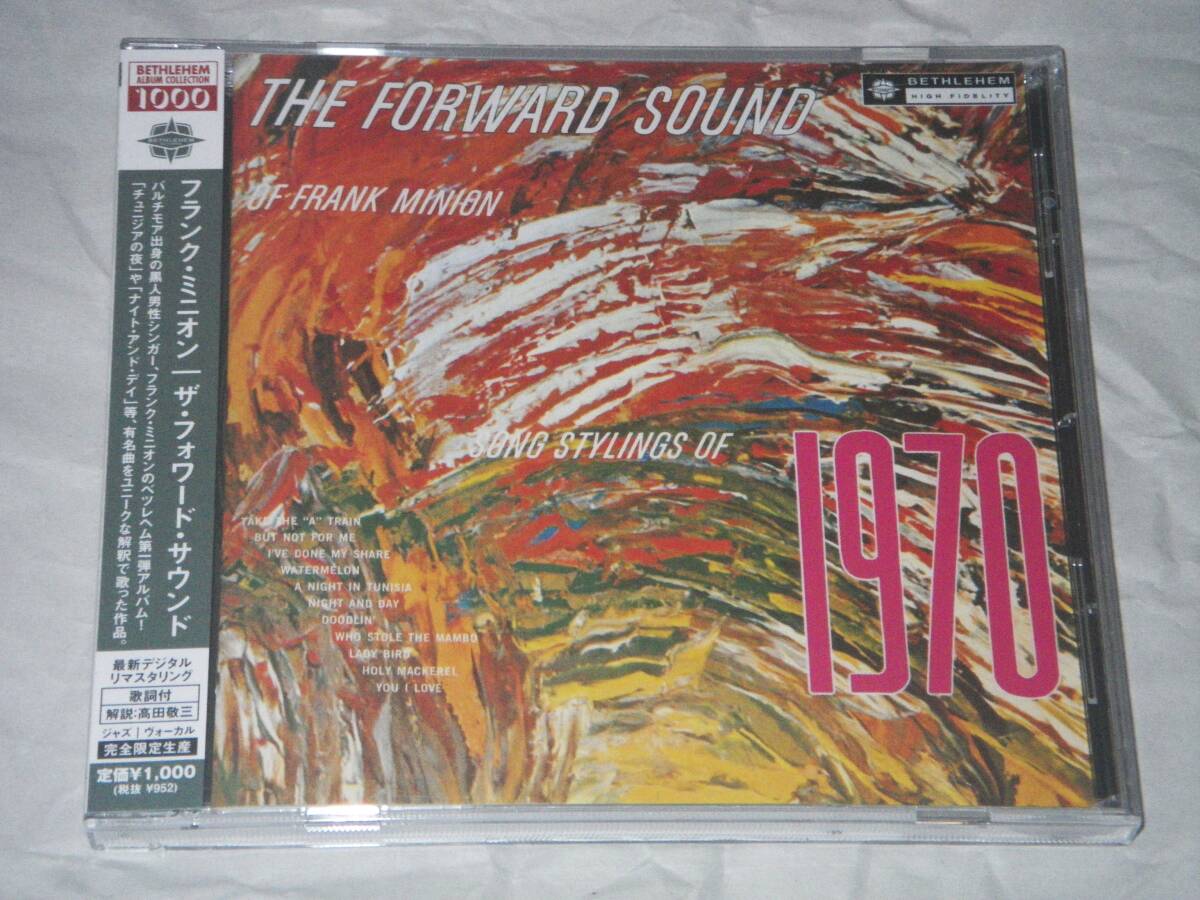 BETHLEHEM
ALBUM COLLECTION
1000
BETHLEHEM
フランク・ミニオン|ザ・フォワード・サウンド
バルチモア出身の黒人男性シンガー、フランク・ミニオンのベツレヘム第一弾アルバム!
「チュニジアの夜」や「ナイト・アンド・デイ」等、有名曲をユニークな解釈で歌った作品。
最新デジタル
リマスタリング
歌詞付
解説:高田敬三
ジャズ | ヴォーカル
完全限定生産
定価¥1,000
(税抜 ¥952)
THE FORWARD SOUND
OF FRANK MINION
BETHLEHEM
HIGH FIDELITY
SONG STYLINGS OF
1970
TAKE THE "A" TRAIN
BUT NOT FOR ME
I'VE DONE MY SHARE
WATERMELON
A NIGHT IN TUNISIA
NIGHT AND DAY
DOODLIN'
WHO STOLE THE MAMBO
LADY BIRD
HOLY MACKEREL
YOU I LOVE